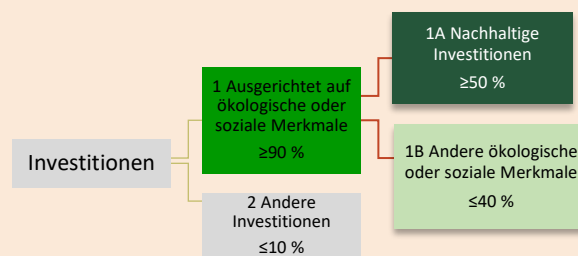 Investitionen
1 Ausgerichtet auf
ökologische oder
soziale Merkmale
≥90 %
2 Andere
Investitionen
≤10 %
1A Nachhaltige
Investitionen
≥50 %
1B Andere ökologische
oder soziale Merkmale
≤40 %